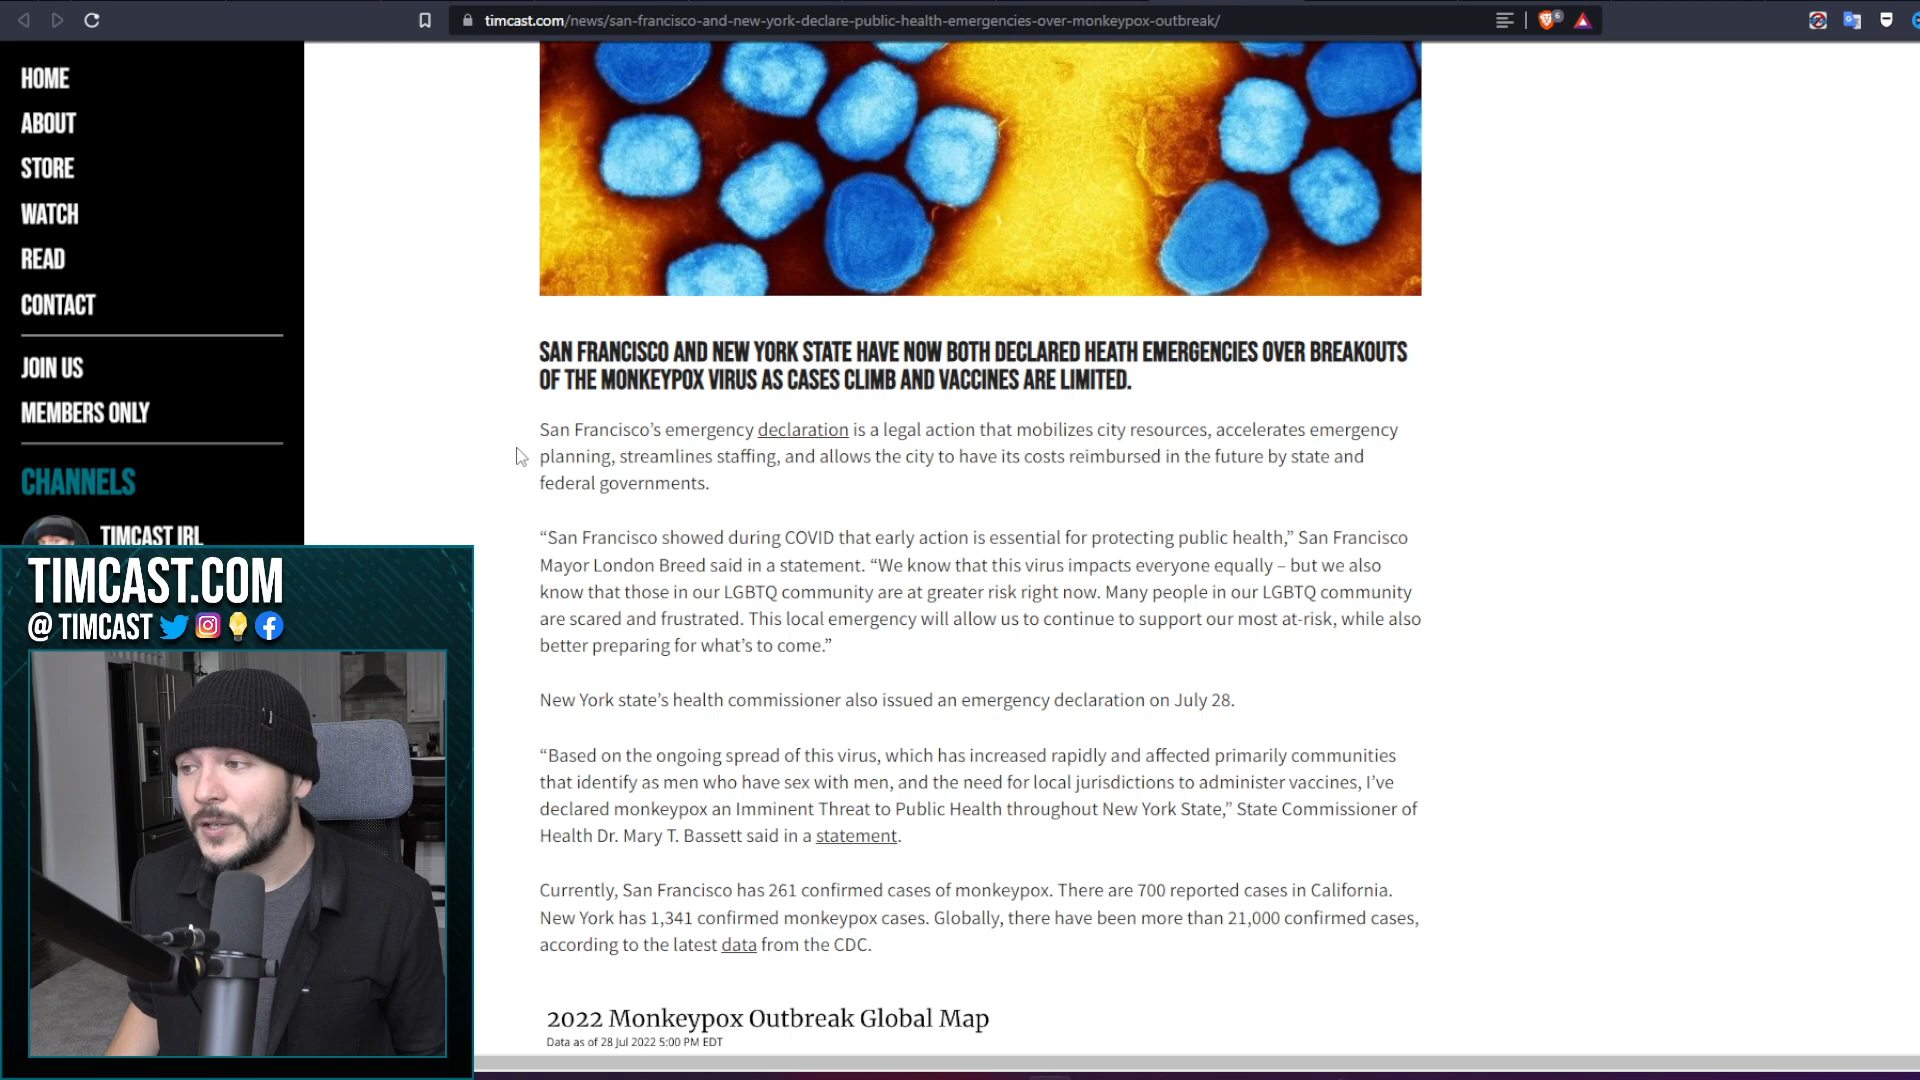 timcast.com/news/san-francisco-and-new-york-declare-public-health-emergencies-over-monkeypox-outbreak/
6
HOME
ABOUT
STORE
WATCH
READ
CONTACT
JOIN US
MEMBERS ONLY
CHANNELS
TIMCAST IRL
TIMCAST.COM
@ TIMCAST
SAN FRANCISCO AND NEW YORK STATE HAVE NOW BOTH DECLARED HEATH EMERGENCIES OVER BREAKOUTS
OF THE MONKEYPOX VIRUS AS CASES CLIMB AND VACCINES ARE LIMITED.
San Francisco’s emergency declaration is a legal action that mobilizes city resources, accelerates emergency
planning, streamlines staffing, and allows the city to have its costs reimbursed in the future by state and
federal governments.
“San Francisco showed during COVID that early action is essential for protecting public health,” San Francisco
Mayor London Breed said in a statement. “We know that this virus impacts everyone equally – but we also
know that those in our LGBTQ community are at greater risk right now. Many people in our LGBTQ community
are scared and frustrated. This local emergency will allow us to continue to support our most at-risk, while also
better preparing for what’s to come.”
New York state’s health commissioner also issued an emergency declaration on July 28.
“Based on the ongoing spread of this virus, which has increased rapidly and affected primarily communities
that identify as men who have sex with men, and the need for local jurisdictions to administer vaccines, I’ve
declared monkeypox an Imminent Threat to Public Health throughout New York State,” State Commissioner of
Health Dr. Mary T. Bassett said in a statement.
Currently, San Francisco has 261 confirmed cases of monkeypox. There are 700 reported cases in California.
New York has 1,341 confirmed monkeypox cases. Globally, there have been more than 21,000 confirmed cases,
according to the latest data from the CDC.
2022 Monkeypox Outbreak Global Map
Data as of 28 Jul 2022 5:00 PM EDT